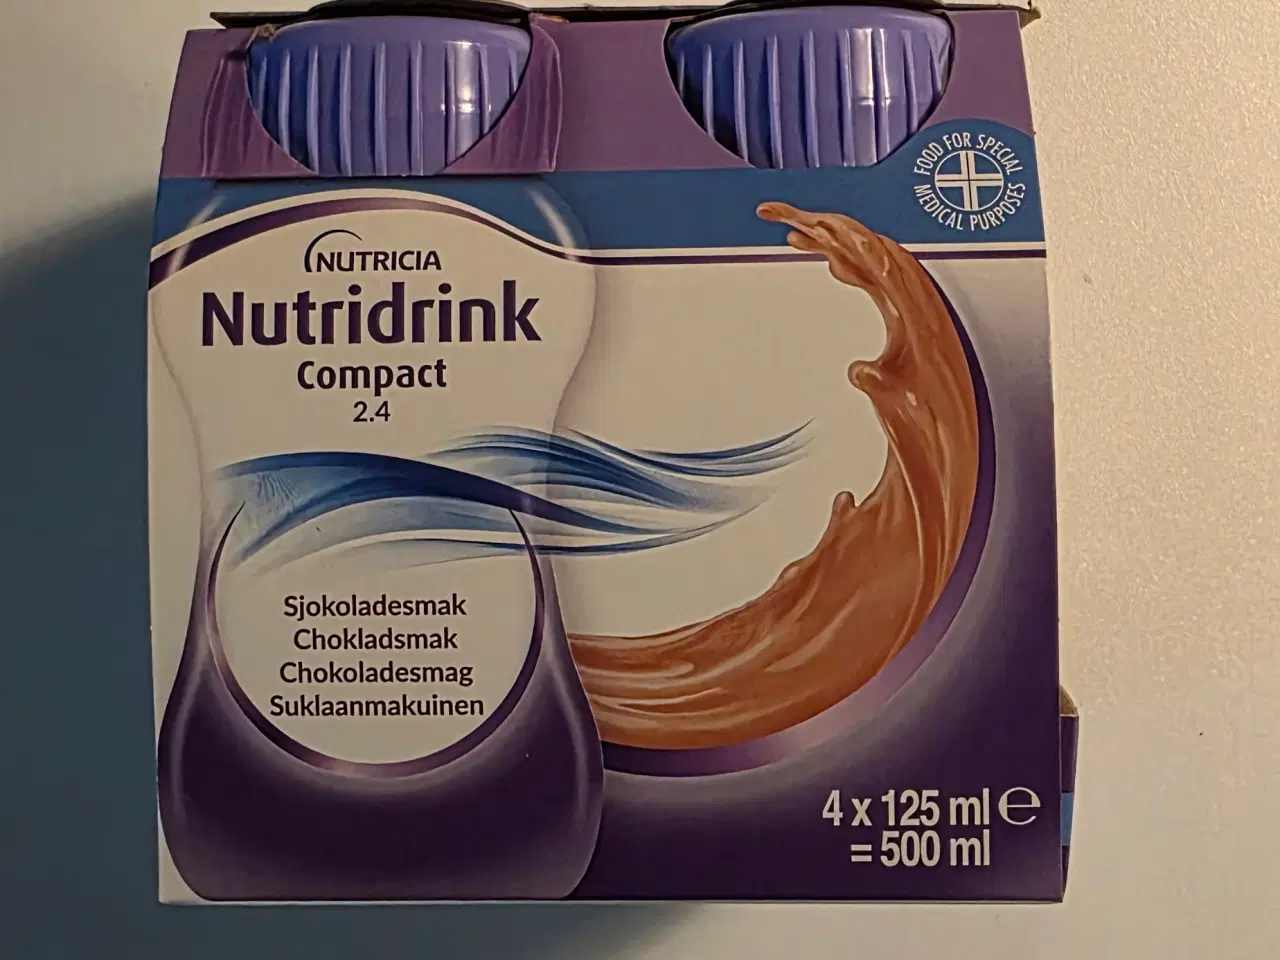 FOOD FOR SPECIAL
MEDICAL PURPOSES
NUTRICIA
Nutridrink
Compact
2.4
Sjokoladesmak
Chokladsmak
Chokoladesmag
Suklaanmakuinen
4 x 125 ml ℮
= 500 ml